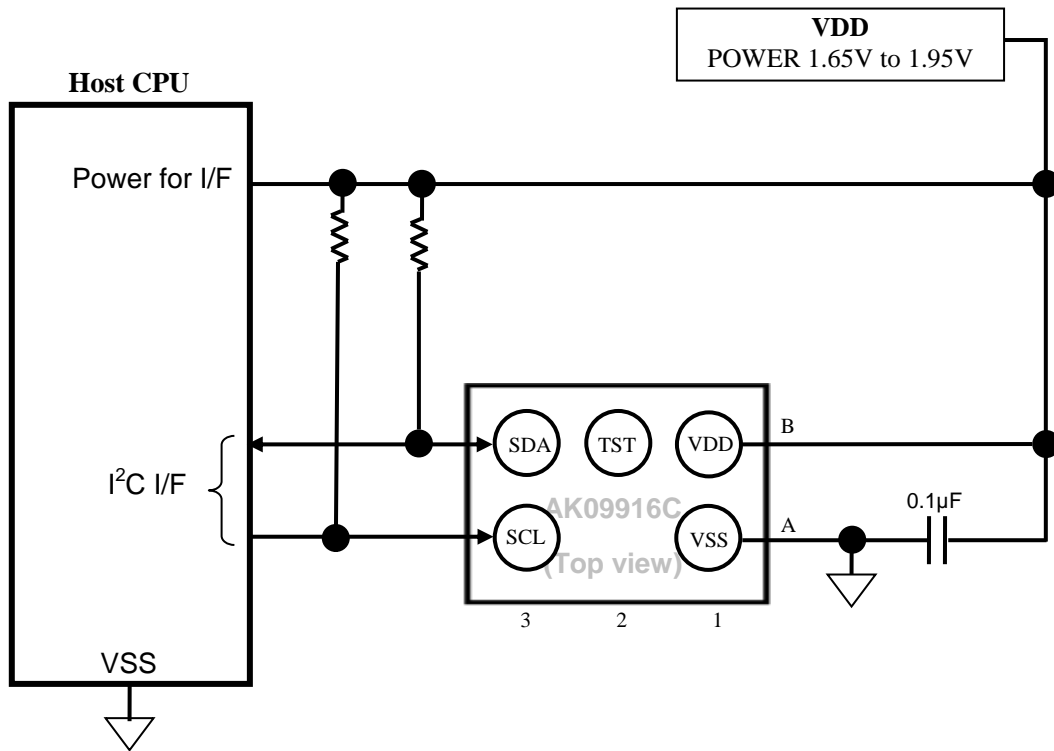 VDD
POWER 1.65V to 1.95V
Host CPU
Power for I/F
I²C I/F
VSS
SDA
TST
VDD
B
AK09916C
SCL
VSS
A
(Top view)
3
2
1
0.1µF